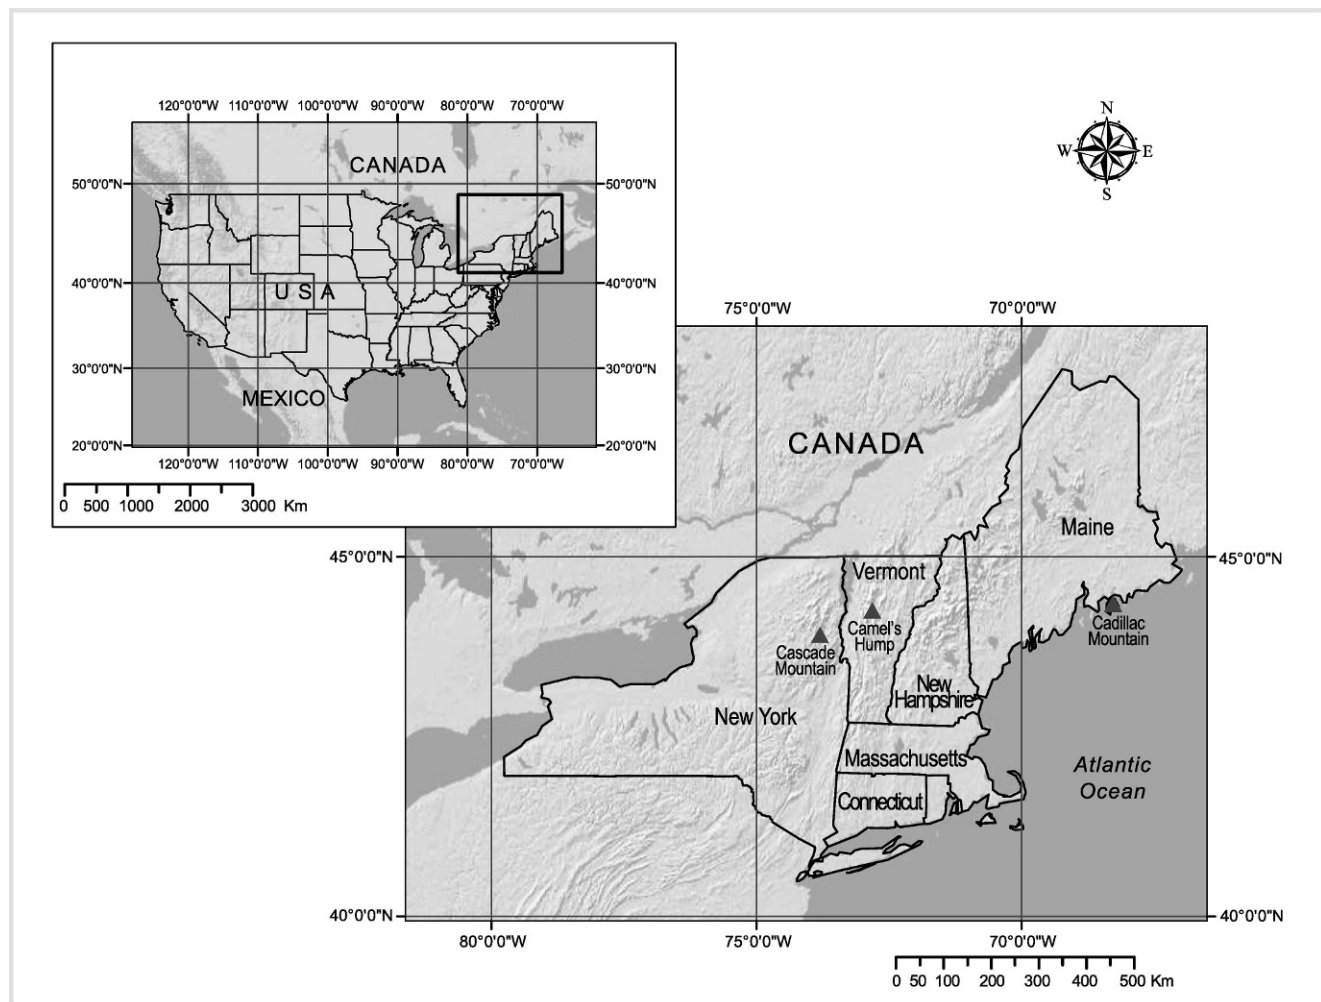 N
W E
S
120°0'0"W 110°0'0"W 100°0'0"W 90°0'0"W 80°0'0"W 70°0'0"W
CANADA
50°0'0"N 50°0'0"N
40°0'0"N 40°0'0"N
U S A
30°0'0"N 30°0'0"N
MEXICO
20°0'0"N 20°0'0"N
120°0'0"W 110°0'0"W 100°0'0"W 90°0'0"W 80°0'0"W 70°0'0"W
0 500 1000 2000 3000 Km
75°0'0"W 70°0'0"W
CANADA
Maine
45°0'0"N 45°0'0"N
Vermont
Camel's
Hump
Cadillac
Mountain
Cascade
Mountain
New
Hampshire
New York
Massachusetts
Atlantic
Ocean
Connecticut
40°0'0"N 40°0'0"N
80°0'0"W 75°0'0"W 70°0'0"W
0 50 100 200 300 400 500 Km